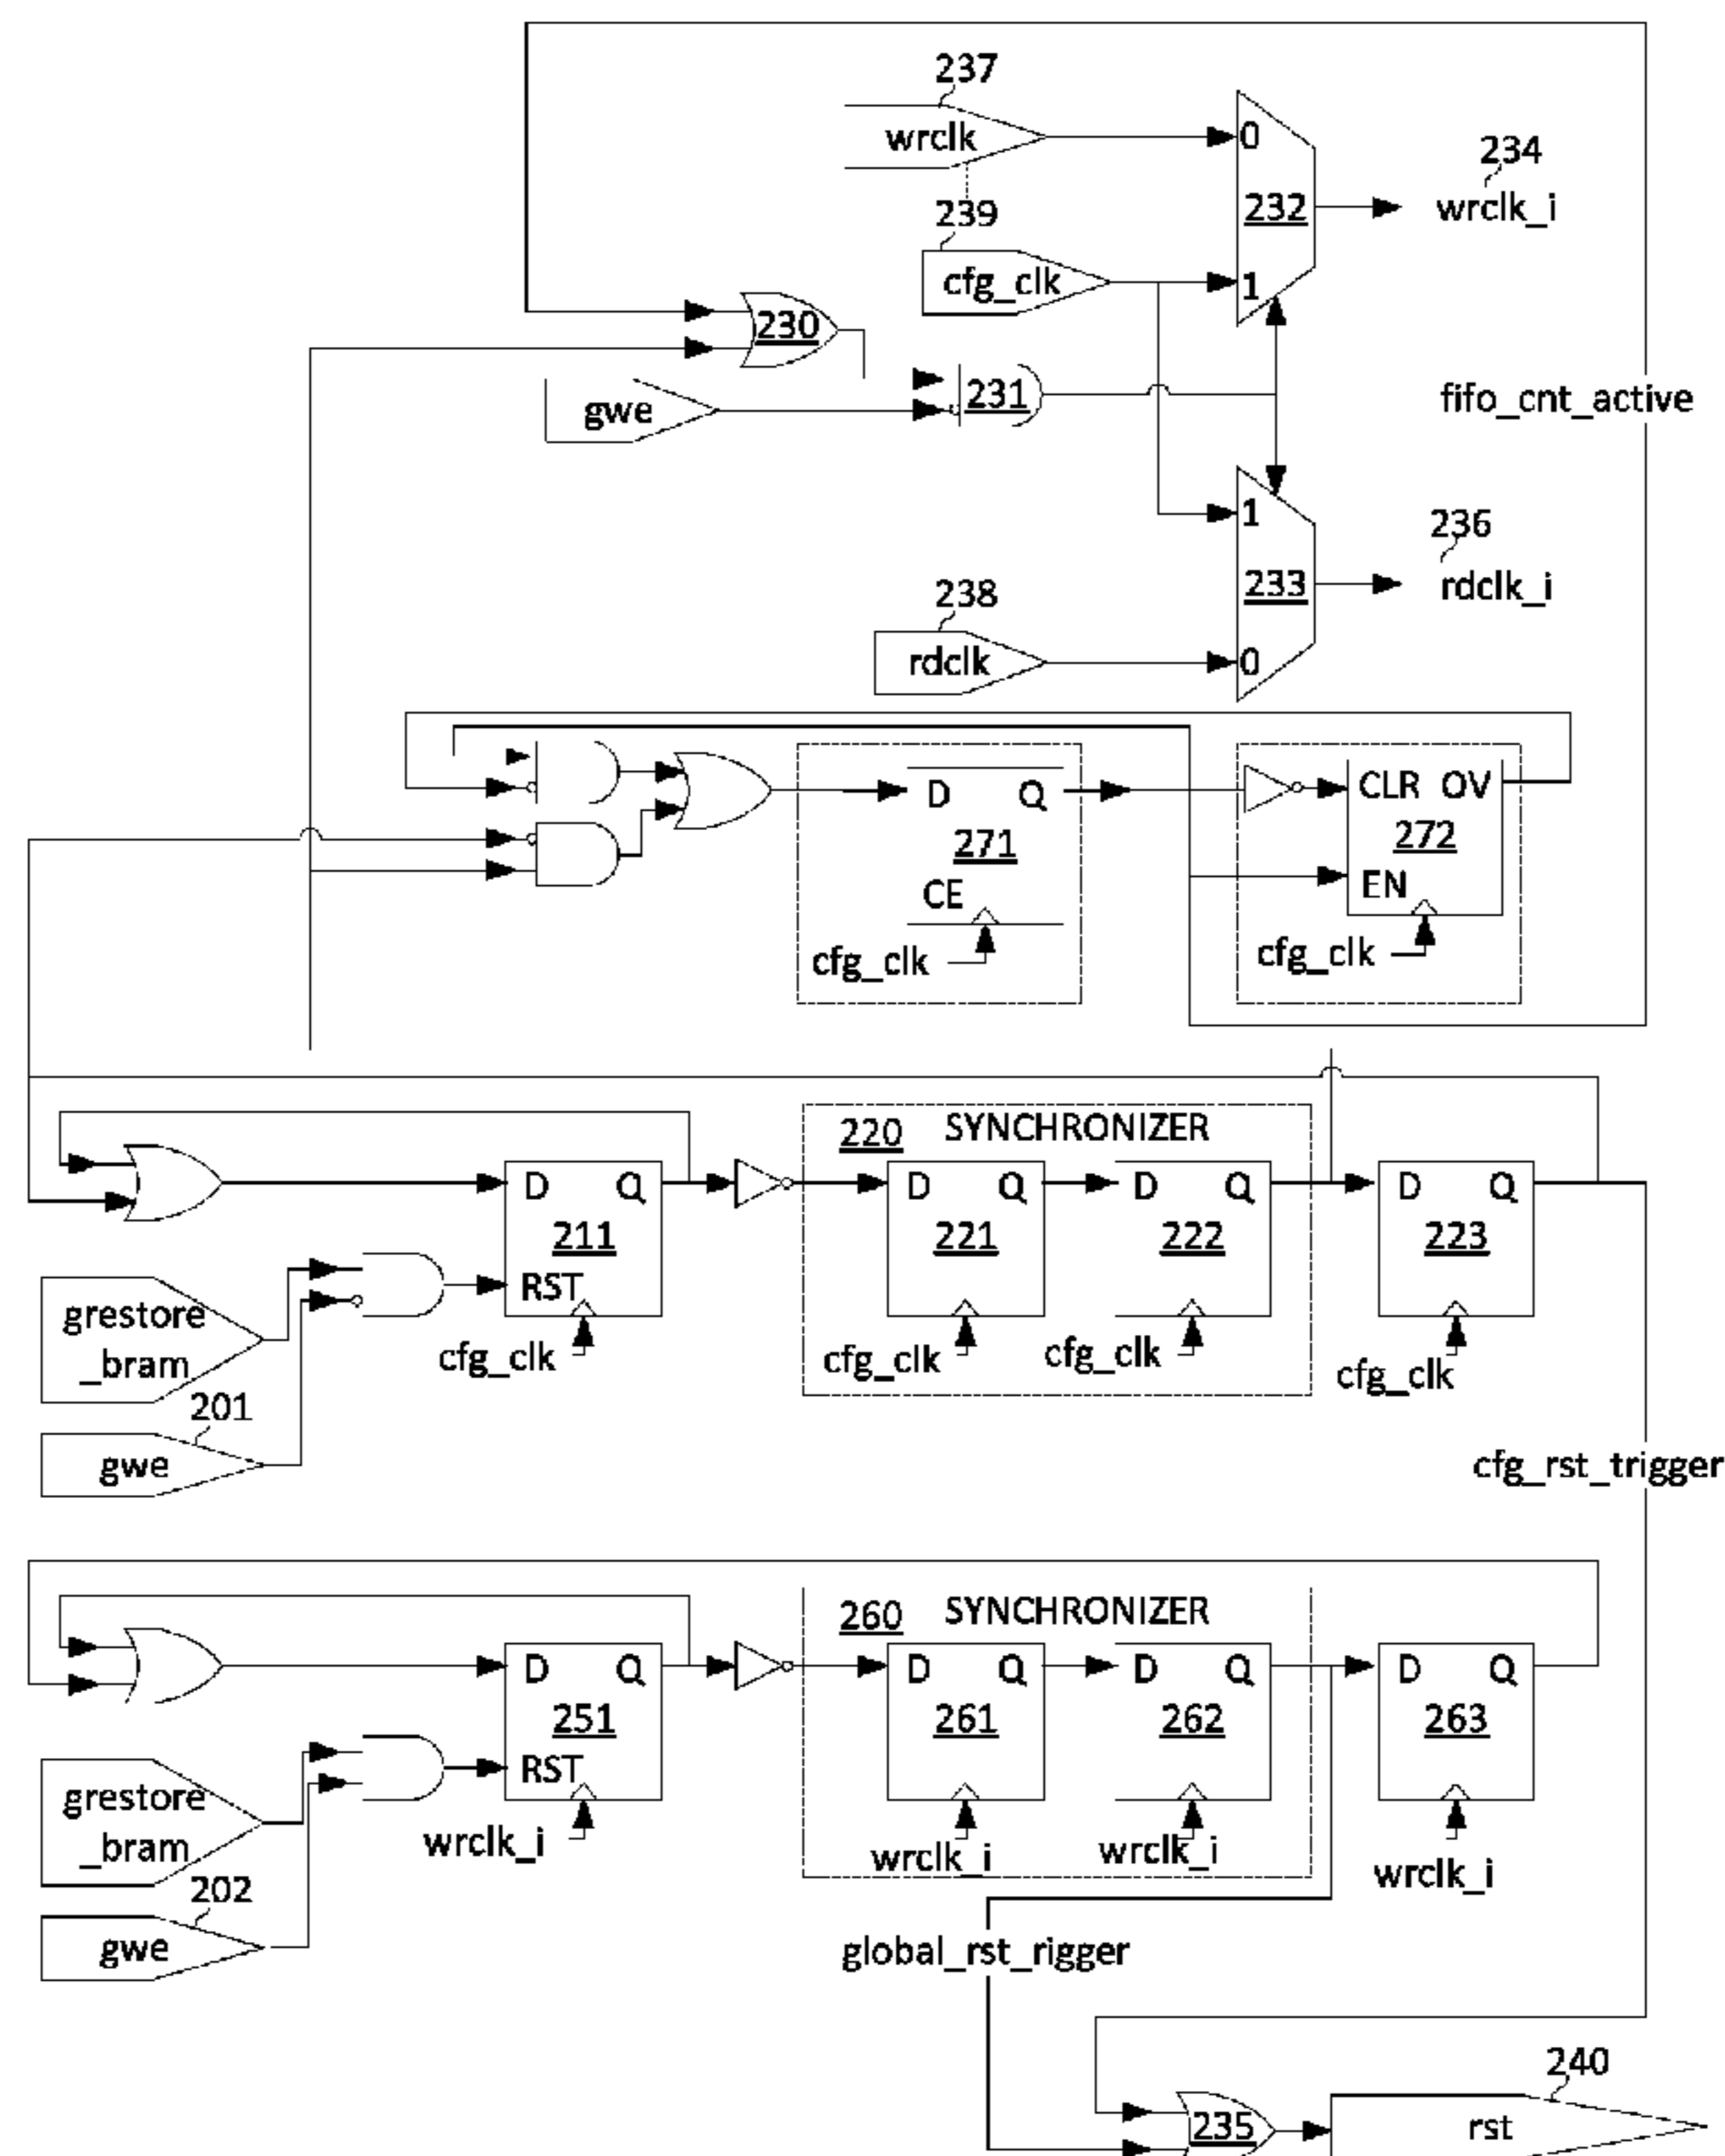 237
wrclk
0
234
232
wrclk_i
239
cfg_clk
1
230
gwe
231
fifo_cnt_active
1
236
233
rdclk_i
238
rdclk
0
D Q
271
CE
cfg_clk
CLR OV
272
EN
cfg_clk
220 SYNCHRONIZER
D Q
211
RST
cfg_clk
D Q
221
cfg_clk
D Q
222
cfg_clk
D Q
223
cfg_clk
grestore
_bram
201
gwe
cfg_rst_trigger
260 SYNCHRONIZER
D Q
251
RST
wrclk_i
D Q
261
wrclk_i
D Q
262
wrclk_i
D Q
263
wrclk_i
grestore
_bram
202
gwe
global_rst_rigger
240
235
rst